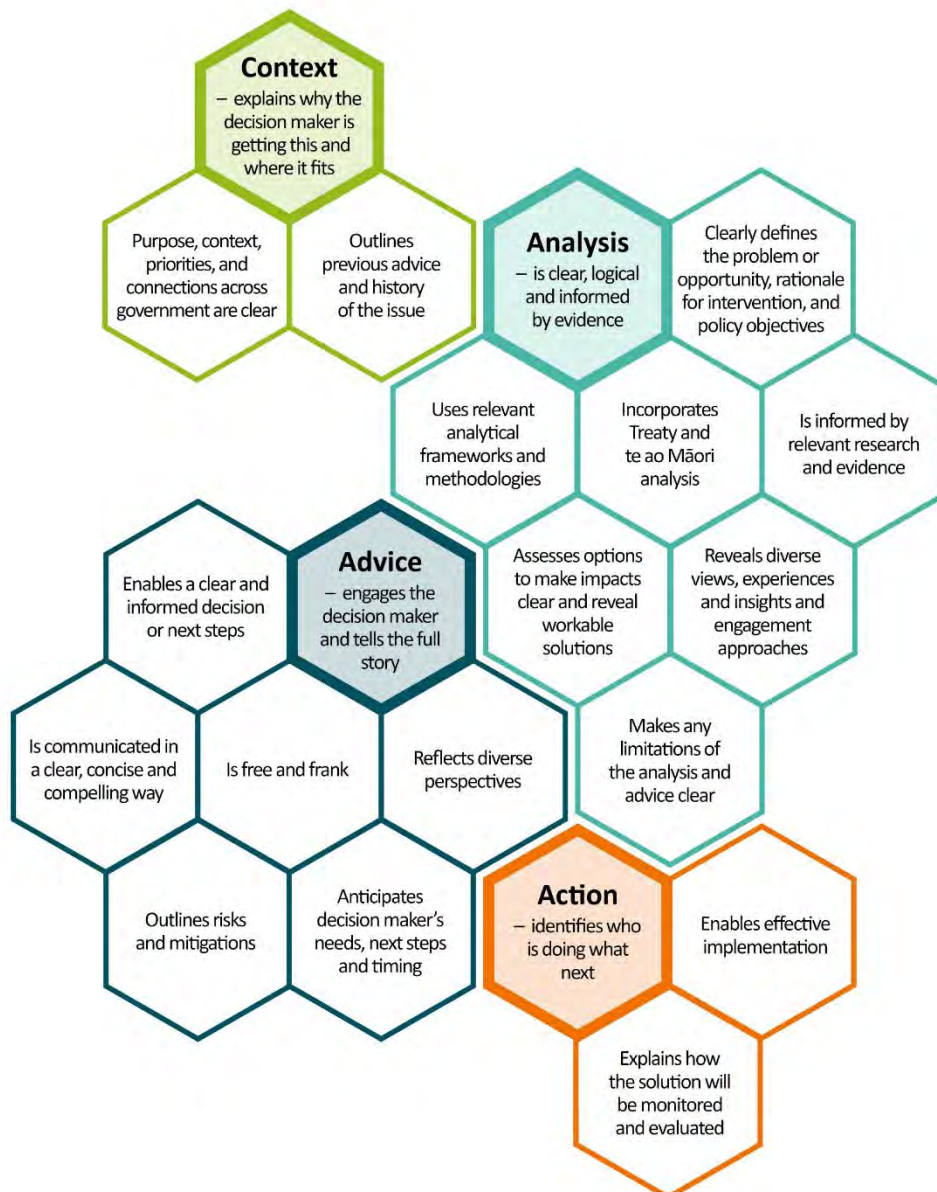 Context
– explains why the
decision maker is
getting this and
where it fits
Purpose, context,
priorities, and
connections across
government are clear
Outlines
previous advice
and history
of the issue
Analysis
– is clear, logical
and informed
by evidence
Clearly defines
the problem or
opportunity, rationale
for intervention, and
policy objectives
Uses relevant
analytical
frameworks and
methodologies
Incorporates
Treaty and
te ao Māori
analysis
Is informed by
relevant research
and evidence
Assesses options
to make impacts
clear and reveal
workable
solutions
Reveals diverse
views, experiences
and insights and
engagement
approaches
Makes any
limitations of
the analysis and
advice clear
Advice
– engages the
decision maker
and tells the full
story
Enables a clear and
informed decision
or next steps
Is communicated in
a clear, concise and
compelling way
Is free and frank
Reflects diverse
perspectives
Outlines risks
and mitigations
Anticipates
decision maker’s
needs, next steps
and timing
Action
– identifies who
is doing what
next
Enables effective
implementation
Explains how
the solution will
be monitored
and evaluated